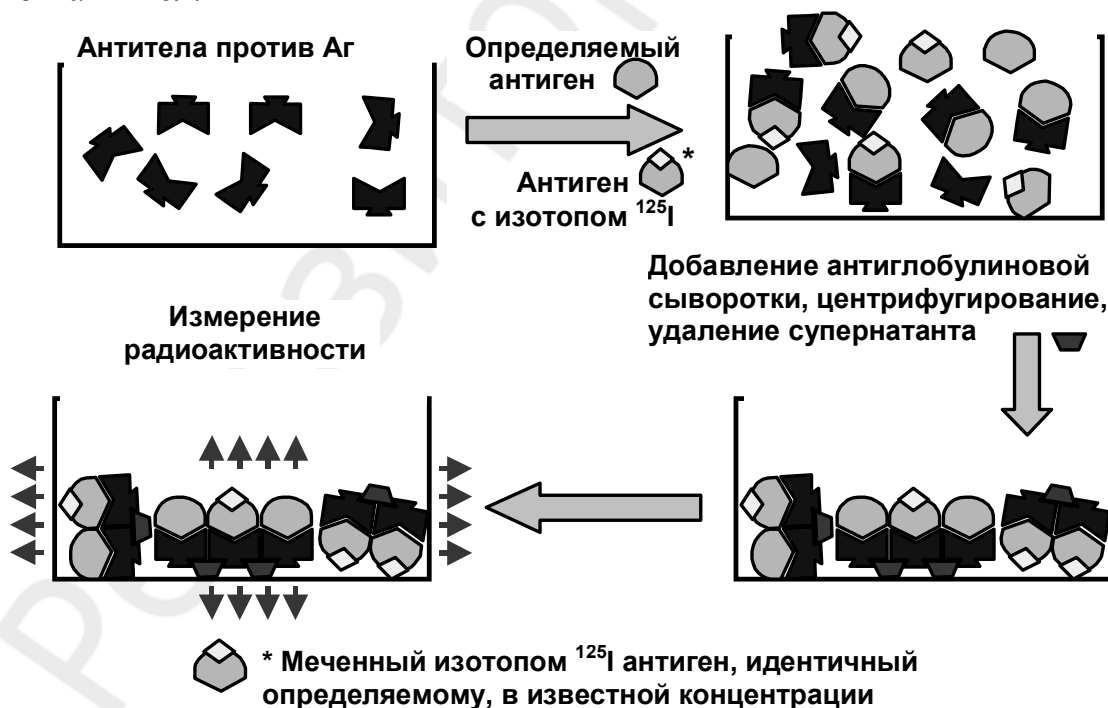 Антитела против Аг
Определяемый
антиген
Антиген
с изотопом ¹²⁵I
*
Добавление антиглобулиновой
сыворотки, центрифугирование,
удаление супернатанта
Измерение
радиоактивности
* Меченный изотопом ¹²⁵I антиген, идентичный
определяемому, в известной концентрации